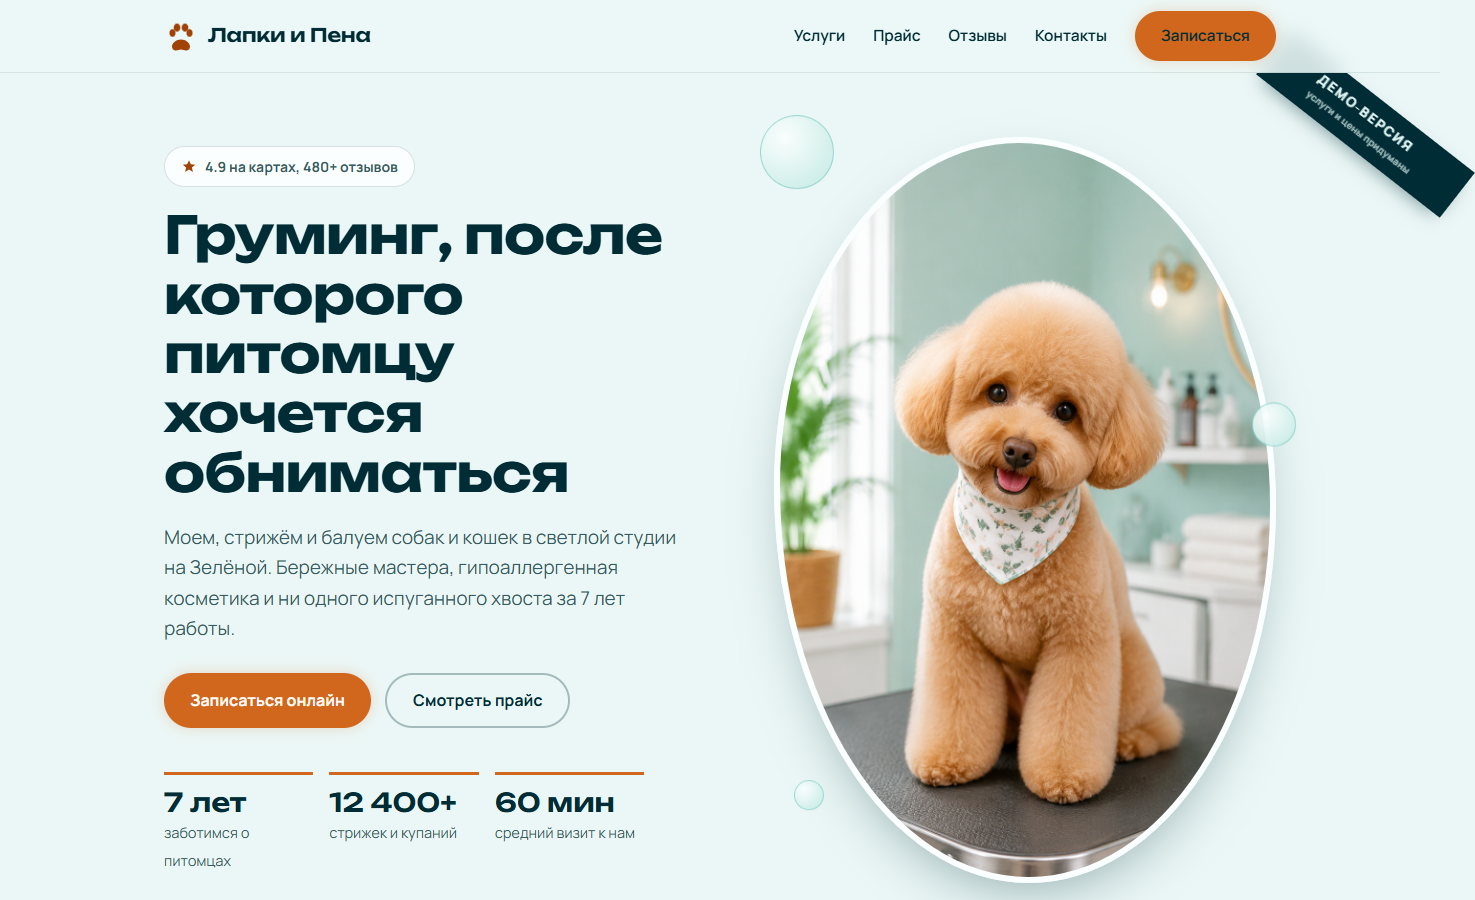 Лапки и Пена
Услуги Прайс Отзывы Контакты Записаться
ДЕМО-ВЕРСИЯ
услуги и цены придуманы
4.9 на картах, 480+ отзывов
Груминг, после
которого
питомцу
хочется
обниматься
Моем, стрижём и балуем собак и кошек в светлой студии
на Зелёной. Бережные мастера, гипоаллергенная
косметика и ни одного испуганного хвоста за 7 лет
работы.
Записаться онлайн Смотреть прайс
7 лет 12 400+ 60 мин
заботимся о стрижек и купаний средний визит к нам
питомцах